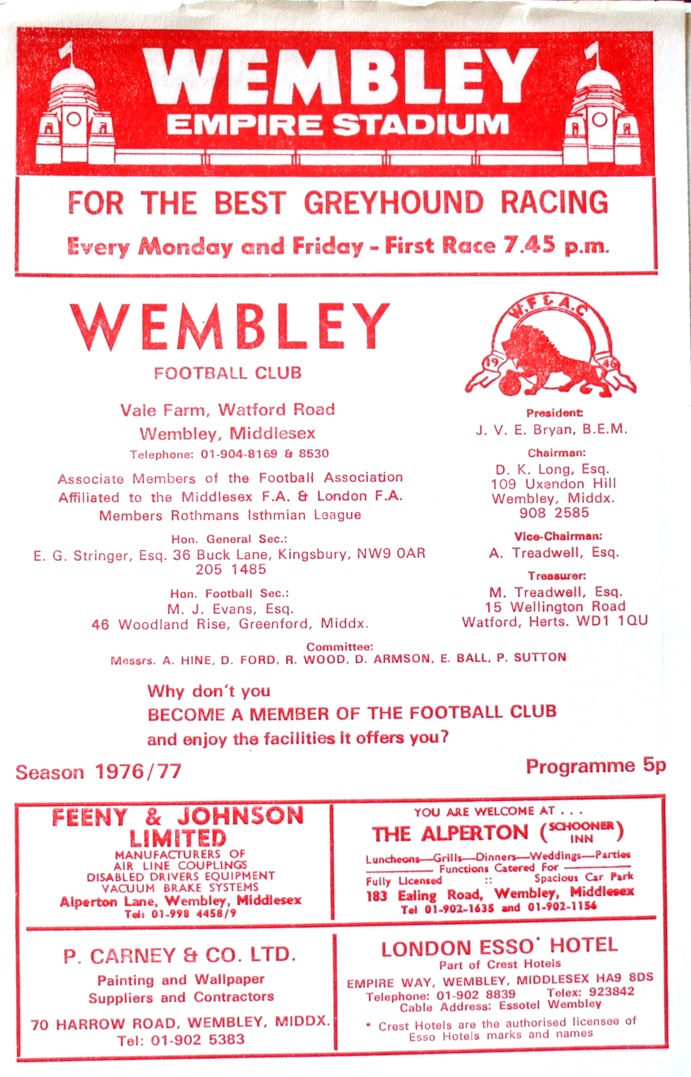 WEMBLEY
EMPIRE STADIUM
FOR THE BEST GREYHOUND RACING
Every Monday and Friday - First Race 7.45 p.m.
WEMBLEY
FOOTBALL CLUB
Vale Farm, Watford Road
Wembley, Middlesex
Telephone: 01-904-8169 & 8530
Associate Members of the Football Association
Affiliated to the Middlesex F.A. & London F.A.
Members Rothmans Isthmian League
Hon. General Sec.:
E. G. Stringer, Esq. 36 Buck Lane, Kingsbury, NW9 0AR
205 1485
Hon. Football Sec.:
M. J. Evans, Esq.
46 Woodland Rise, Greenford, Middx.
W.F & A.C
19 46
President:
J. V. E. Bryan, B.E.M.
Chairman:
D. K. Long, Esq.
109 Uxendon Hill
Wembley, Middx.
908 2585
Vice-Chairman:
A. Treadwell, Esq.
Treasurer:
M. Treadwell, Esq.
15 Wellington Road
Watford, Herts. WD1 1QU
Committee:
Messrs. A. HINE, D. FORD, R. WOOD, D. ARMSON, E. BALL, P. SUTTON
Why don't you
BECOME A MEMBER OF THE FOOTBALL CLUB
and enjoy the facilities it offers you?
Season 1976/77
Programme 5p
FEENY & JOHNSON
LIMITED
MANUFACTURERS OF
AIR LINE COUPLINGS
DISABLED DRIVERS EQUIPMENT
VACUUM BRAKE SYSTEMS
Alperton Lane, Wembley, Middlesex
Tel: 01-998 4458/9
YOU ARE WELCOME AT . . .
THE ALPERTON (SCHOONER INN)
Luncheons—Grills—Dinners—Weddings—Parties
Functions Catered For
Fully Licensed :: Spacious Car Park
183 Ealing Road, Wembley, Middlesex
Tel 01-902-1635 and 01-902-1156
P. CARNEY & CO. LTD.
Painting and Wallpaper
Suppliers and Contractors
70 HARROW ROAD, WEMBLEY, MIDDX.
Tel: 01-902 5383
LONDON ESSO* HOTEL
Part of Crest Hotels
EMPIRE WAY, WEMBLEY, MIDDLESEX HA9 8DS
Telephone: 01-902 8839 Telex: 923842
Cable Address: Essotel Wembley
* Crest Hotels are the authorised licensee of
Esso Hotels marks and names